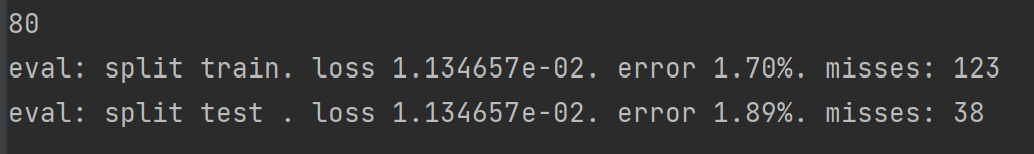 80
eval: split train. loss 1.134657e-02. error 1.70%. misses: 123
eval: split test . loss 1.134657e-02. error 1.89%. misses: 38